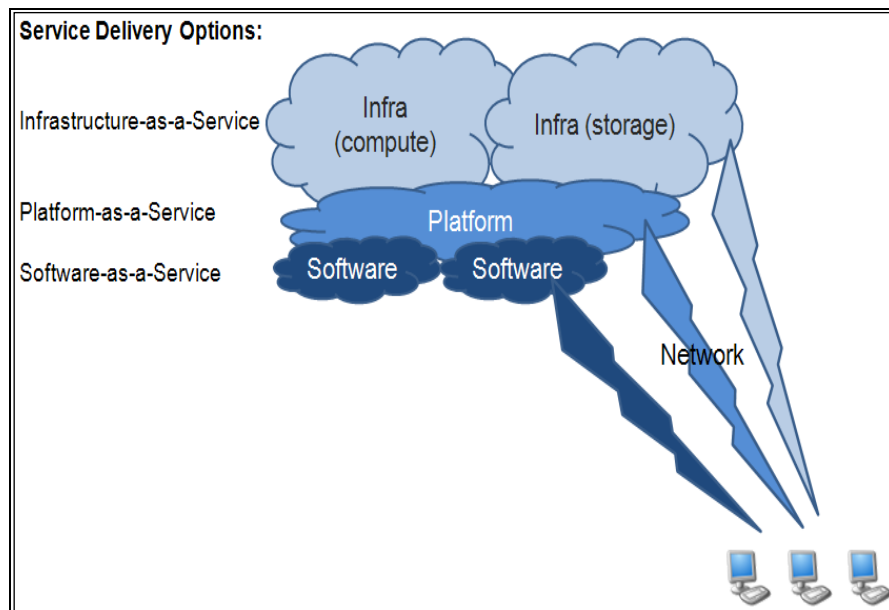 Service Delivery Options:
Infrastructure-as-a-Service
Infra
(compute)
Infra (storage)
Platform-as-a-Service
Platform
Software-as-a-Service
Software
Software
Network